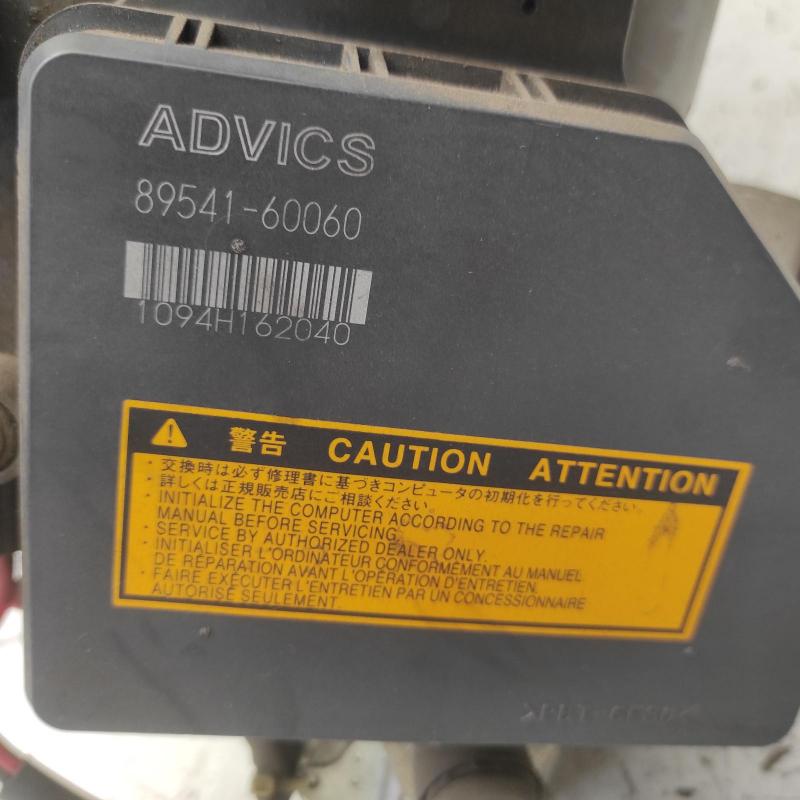 ADVICS
89541-60060
1094H162040
警告 CAUTION ATTENTION
・交換時は必ず修理書に基づきコンピュータの初期化を行ってください。
・詳しくは正規販売店にご相談ください。
・INITIALIZE THE COMPUTER ACCORDING TO THE REPAIR
MANUAL BEFORE SERVICING.
・SERVICE BY AUTHORIZED DEALER ONLY.
・INITIALISER L'ORDINATEUR CONFORMÉMENT AU MANUEL
DE RÉPARATION AVANT L'OPÉRATION D'ENTRETIEN.
・FAIRE EXÉCUTER L'ENTRETIEN PAR UN CONCESSIONNAIRE
AUTORISÉ SEULEMENT.